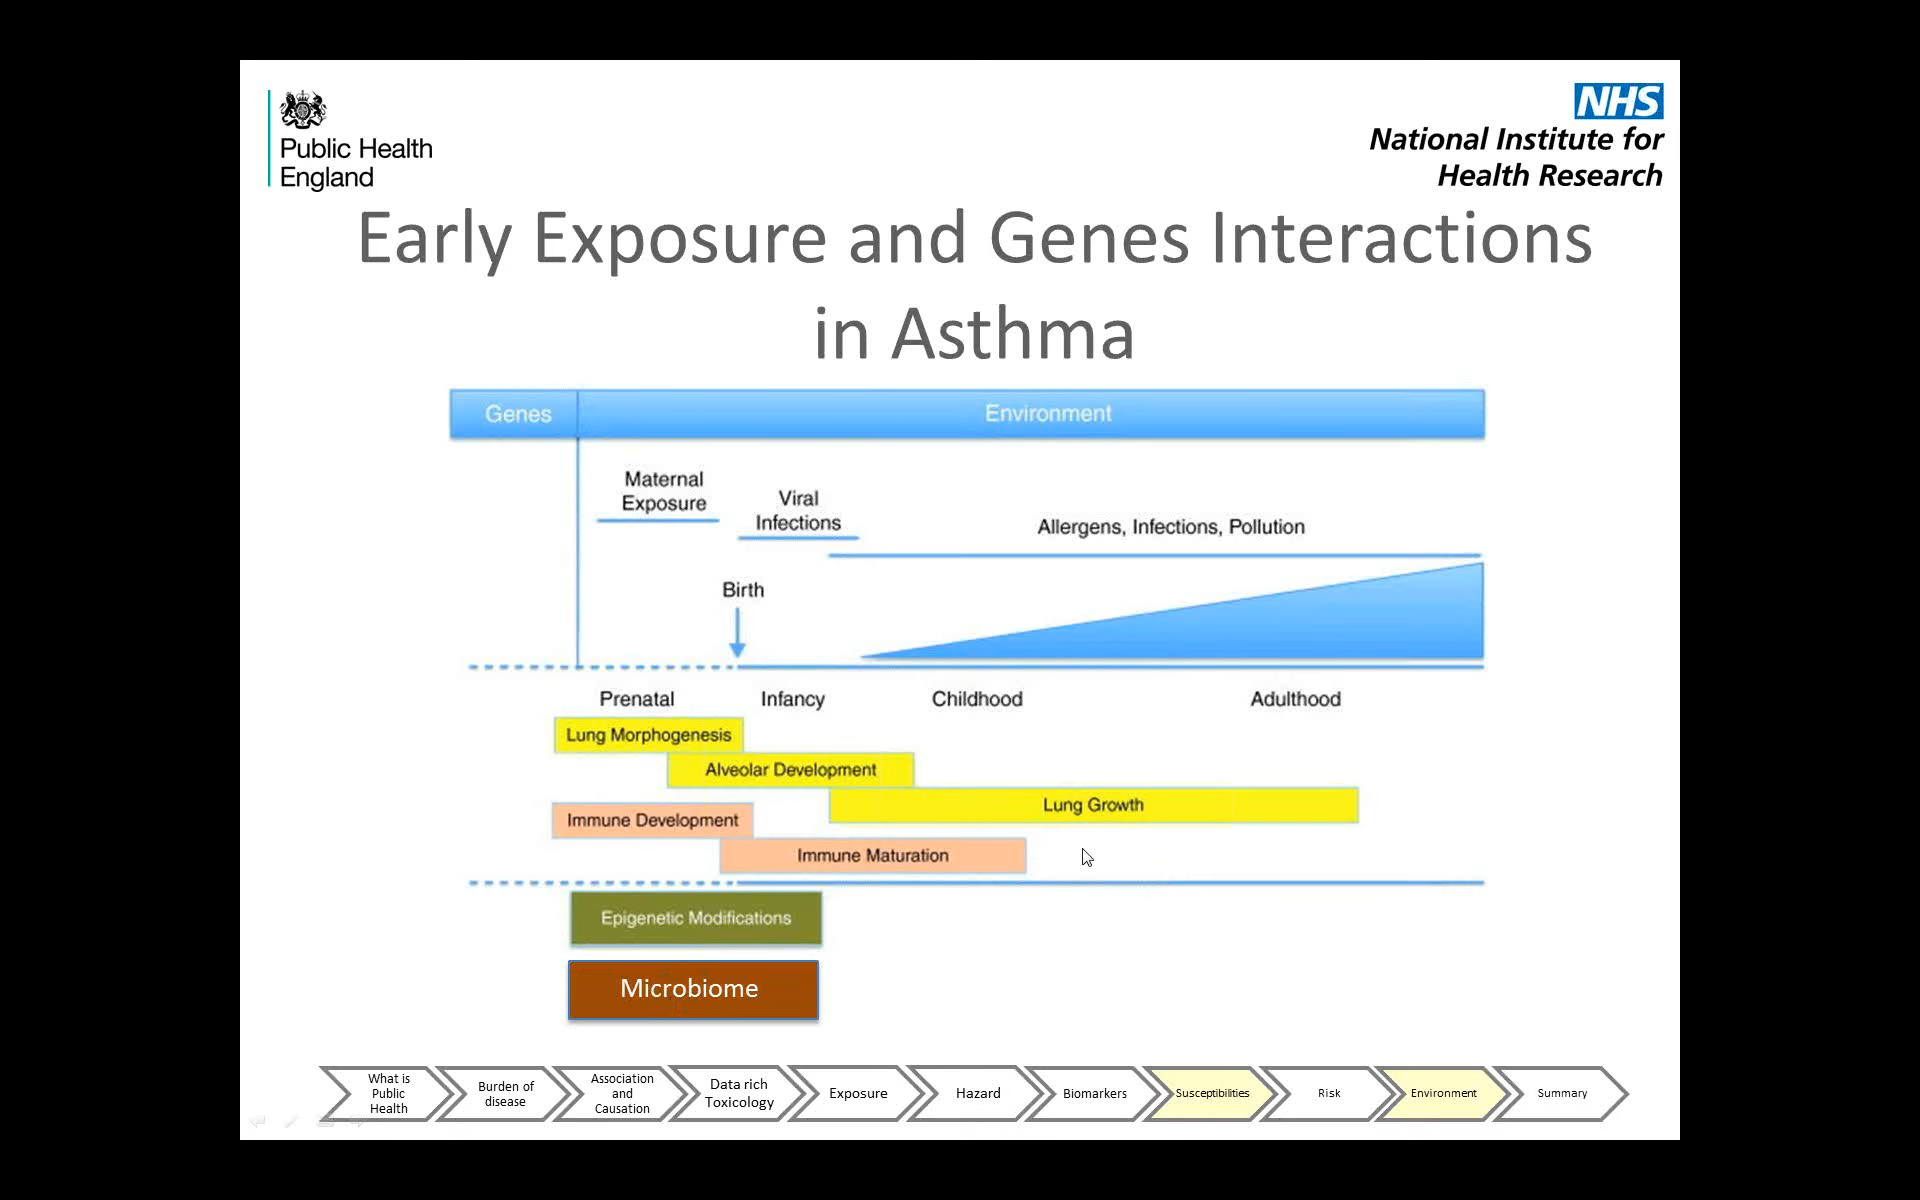 Public Health
England
NHS
National Institute for
Health Research
Early Exposure and Genes Interactions
in Asthma
Genes
Environment
Maternal
Exposure
Viral
Infections
Allergens, Infections, Pollution
Birth
Prenatal
Infancy
Childhood
Adulthood
Lung Morphogenesis
Alveolar Development
Lung Growth
Immune Development
Immune Maturation
Epigenetic Modifications
Microbiome
What is
Public
Health
Burden of
disease
Association
and
Causation
Data rich
Toxicology
Exposure
Hazard
Biomarkers
Susceptibilities
Risk
Environment
Summary